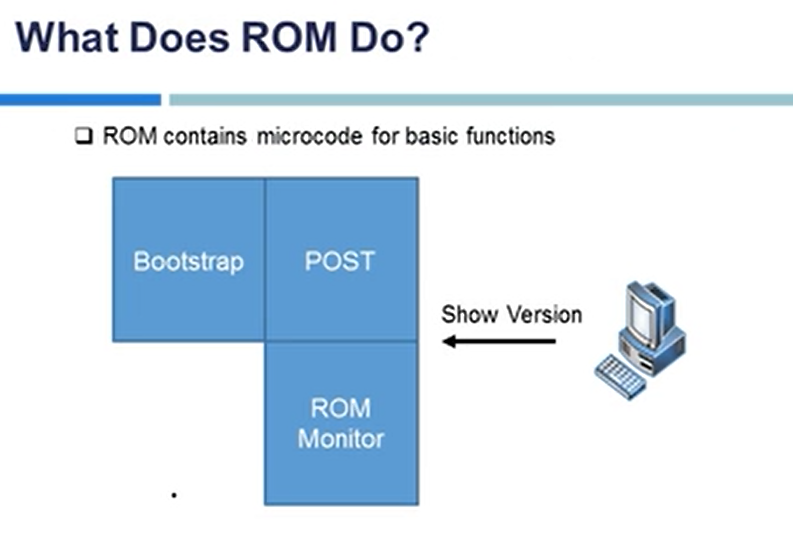 What Does ROM Do?
ROM contains microcode for basic functions
Bootstrap
POST
Show Version
ROM
Monitor